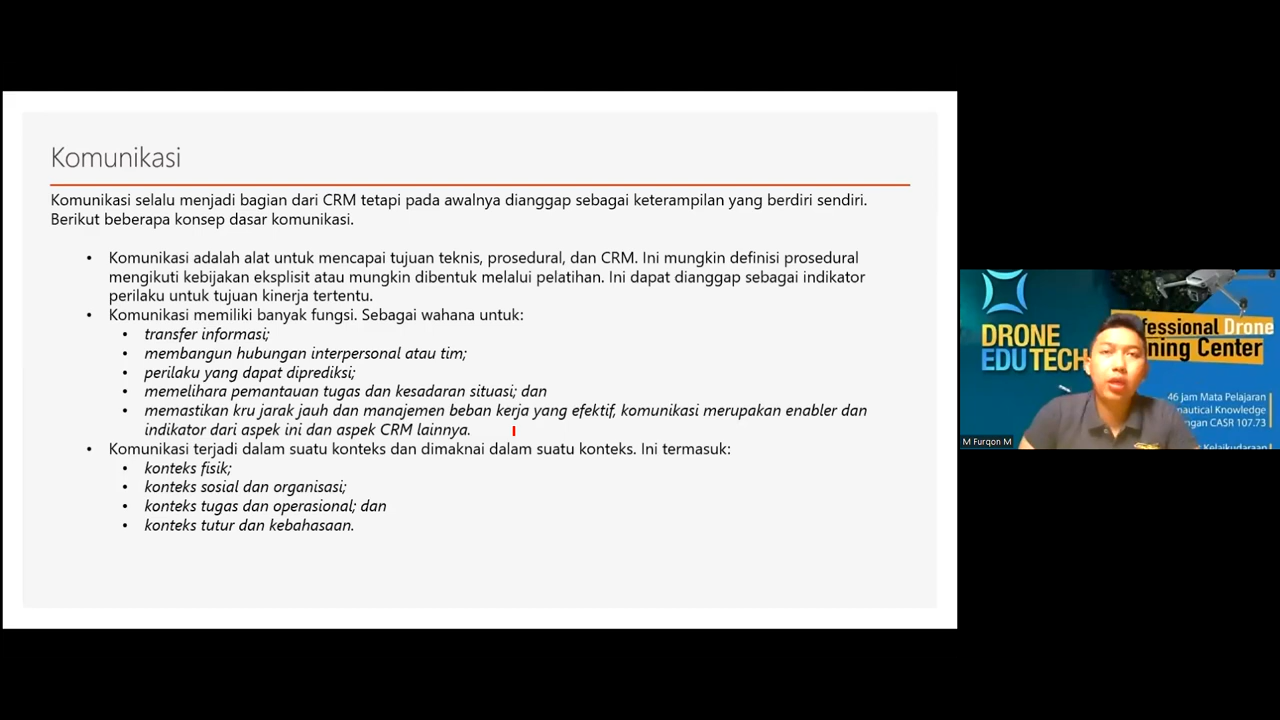 Komunikasi
Komunikasi selalu menjadi bagian dari CRM tetapi pada awalnya dianggap sebagai keterampilan yang berdiri sendiri.
Berikut beberapa konsep dasar komunikasi.
• Komunikasi adalah alat untuk mencapai tujuan teknis, prosedural, dan CRM. Ini mungkin definisi prosedural
mengikuti kebijakan eksplisit atau mungkin dibentuk melalui pelatihan. Ini dapat dianggap sebagai indikator
perilaku untuk tujuan kinerja tertentu.
• Komunikasi memiliki banyak fungsi. Sebagai wahana untuk:
• transfer informasi;
• membangun hubungan interpersonal atau tim;
• perilaku yang dapat diprediksi;
• memelihara pemantauan tugas dan kesadaran situasi; dan
• memastikan kru jarak jauh dan manajemen beban kerja yang efektif, komunikasi merupakan enabler dan
indikator dari aspek ini dan aspek CRM lainnya.
• Komunikasi terjadi dalam suatu konteks dan dimaknai dalam suatu konteks. Ini termasuk:
• konteks fisik;
• konteks sosial dan organisasi;
• konteks tugas dan operasional; dan
• konteks tutur dan kebahasaan.
DRONE
EDUTECH
fessional Drone
ning Center
46 jam Mata Pelajaran
nautical Knowledge
ngan CASR 107.73
Kelaikudaraan
M Furqon M